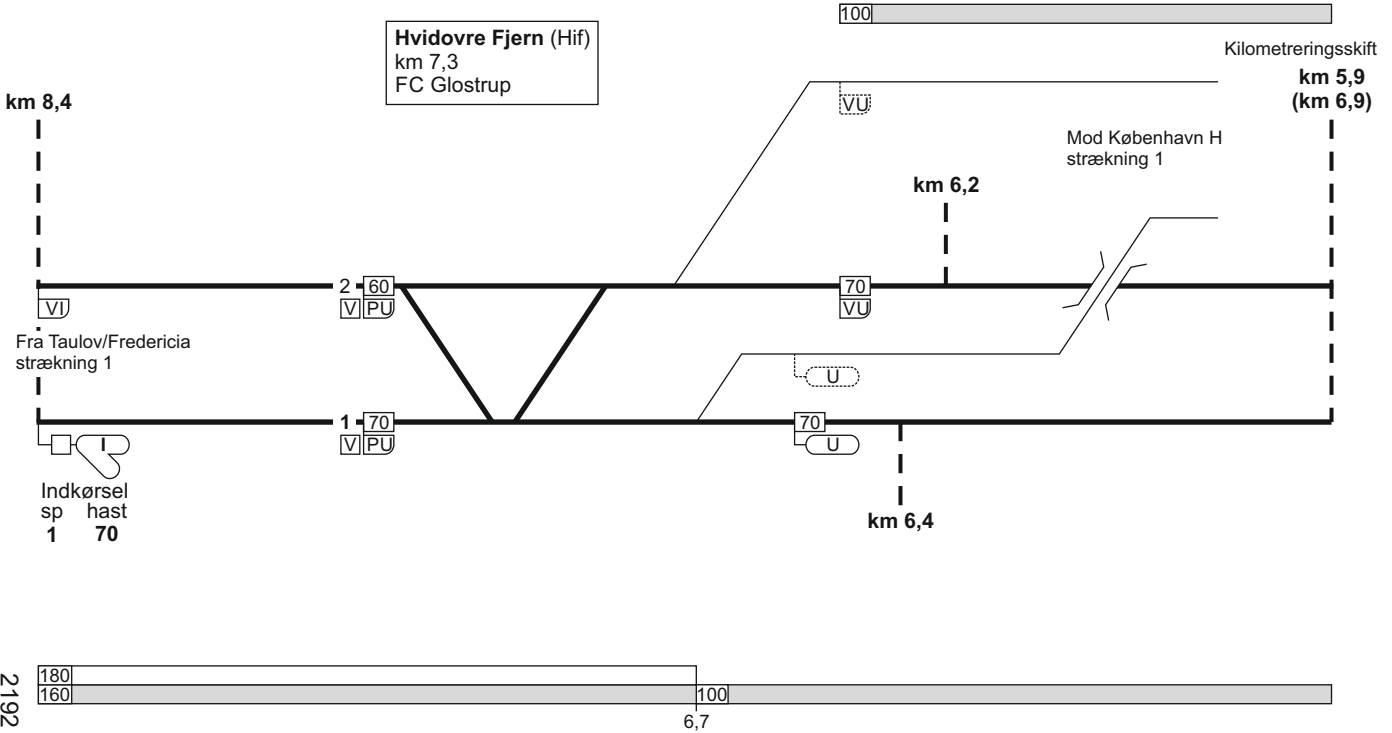 100
Hvidovre Fjern (Hif)
km 7,3
FC Glostrup
Kilometreringsskift
km 5,9
(km 6,9)
km 8,4
VU
Mod København H
strækning 1
km 6,2
2 60
70
VI
V PU
VU
Fra Taulov/Fredericia
strækning 1
U
1 70
70
I
V PU
U
Indkørsel
sp hast
1 70
km 6,4
180
160
100
6,7
2192